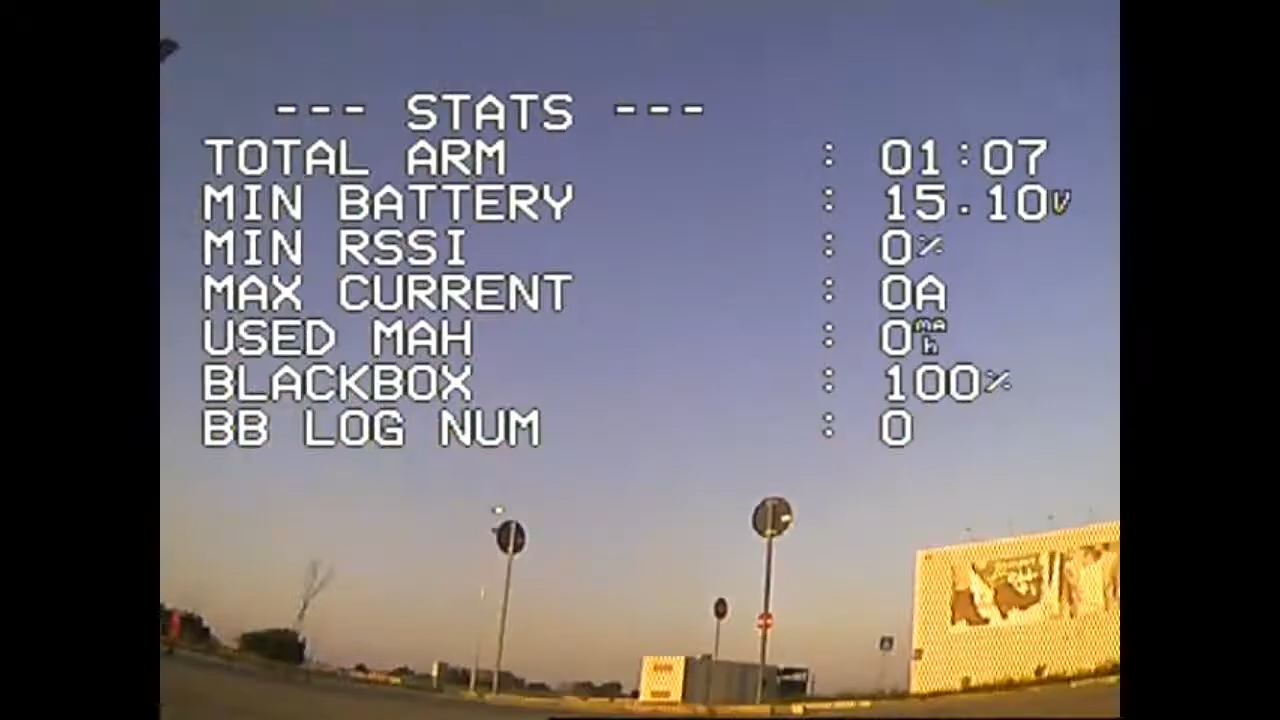 --- STATS ---
TOTAL ARM : 01:07
MIN BATTERY : 15.10V
MIN RSSI : 0%
MAX CURRENT : 0A
USED MAH : 0mAh
BLACKBOX : 100%
BB LOG NUM : 0